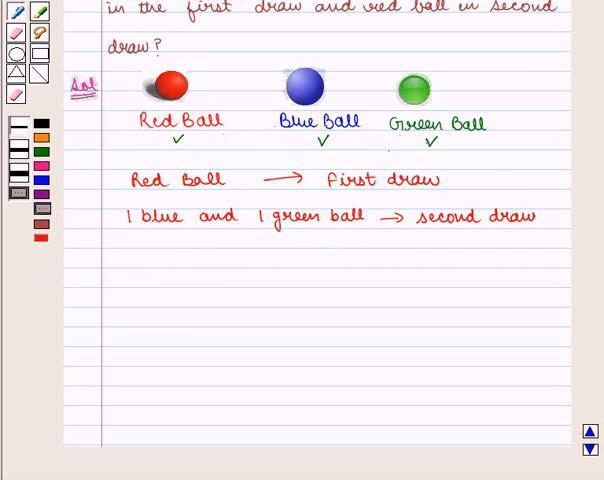 in the first draw and red ball in second
draw?
Sol
Red Ball Blue Ball Green Ball
Red Ball → first draw
1 blue and 1 green ball → second draw